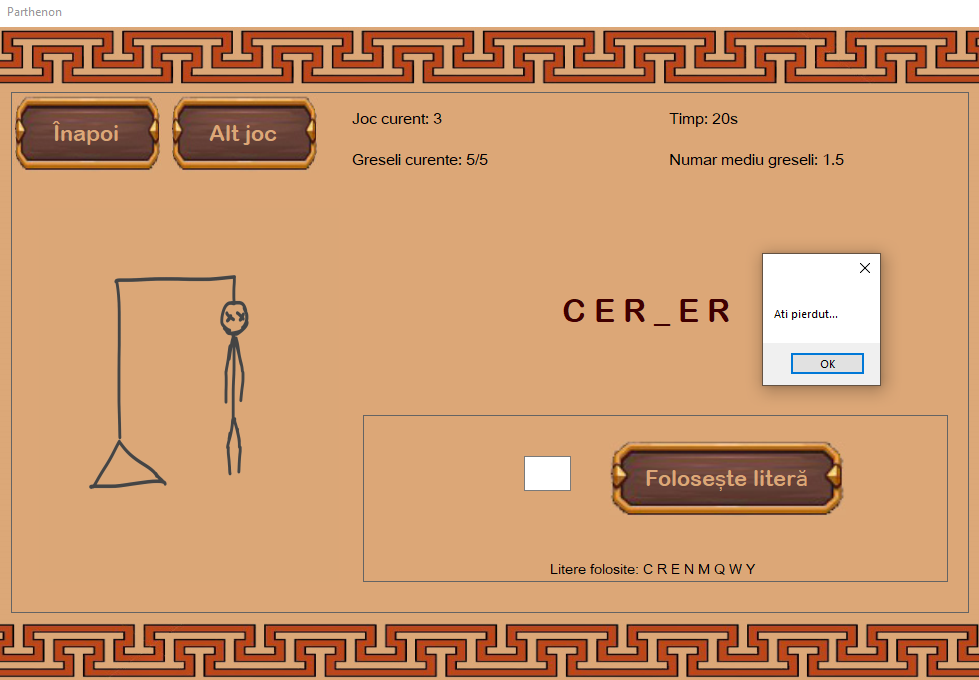 Parthenon
Înapoi
Alt joc
Joc curent: 3
Timp: 20s
Greseli curente: 5/5
Numar mediu greseli: 1.5
C E R _ E R
Ati pierdut...
OK
Folosește literă
Litere folosite: C R E N M Q W Y